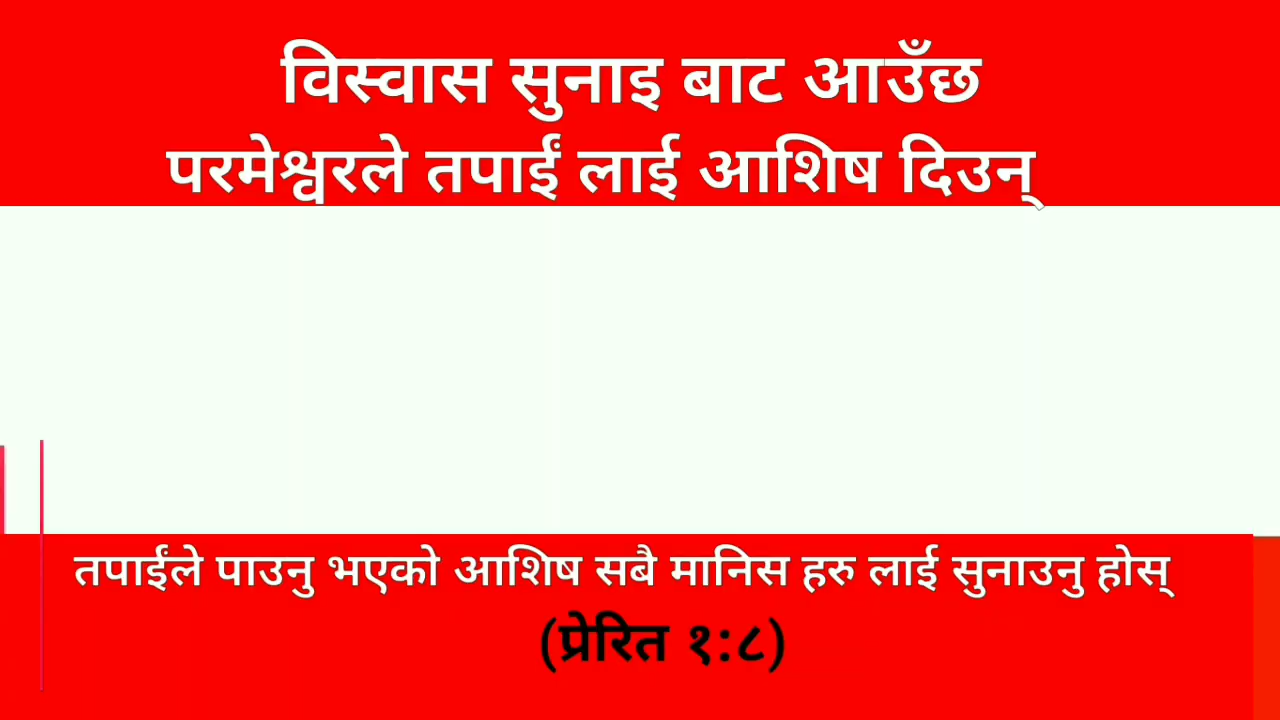 विस्वास सुनाइ बाट आउँछ
परमेश्वरले तपाईं लाई आशिष दिउन्
तपाईंले पाउनु भएको आशिष सबै मानिस हरु लाई सुनाउनु होस्
(प्रेरित १:८)